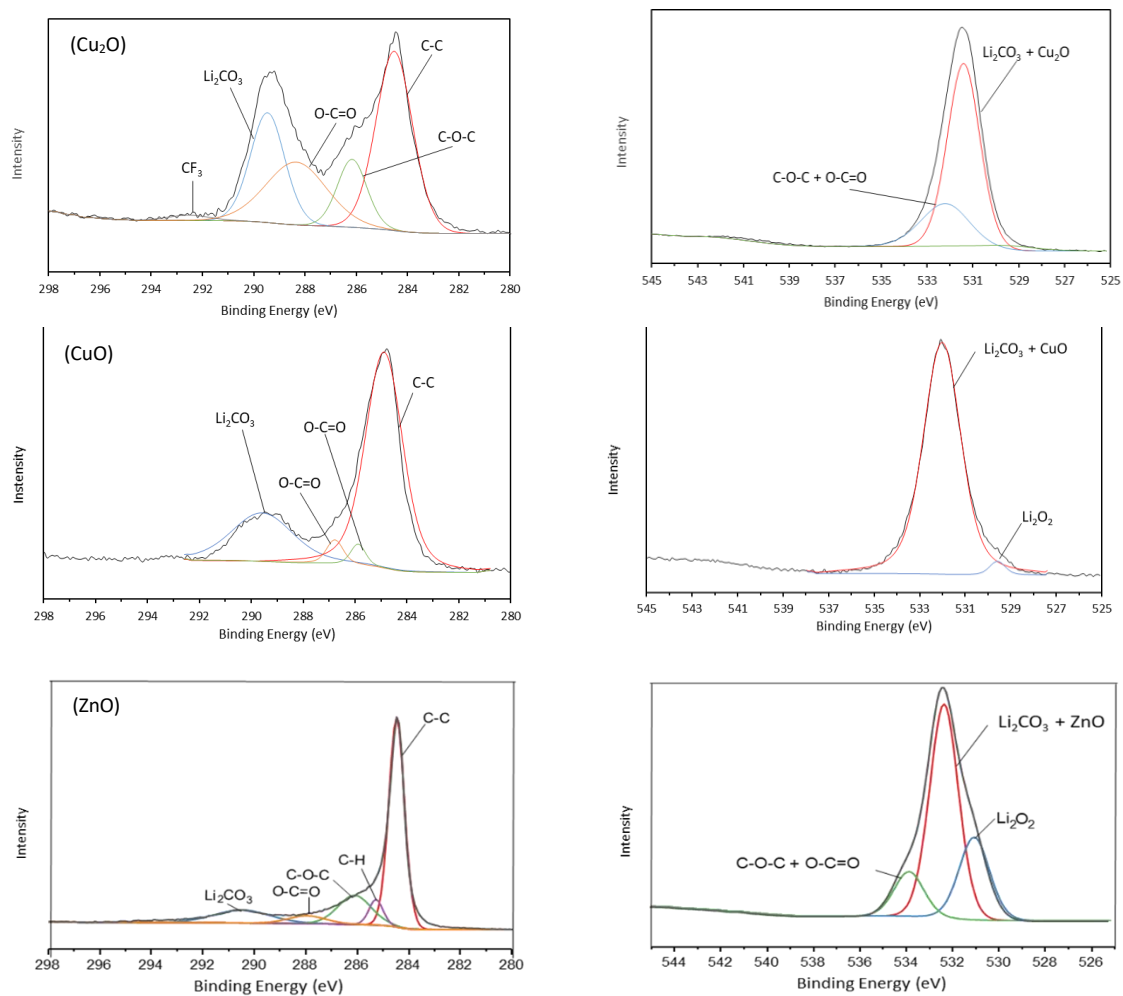 (Cu₂O)
C-C
Li₂CO₃
O-C=O
C-O-C
CF₃
Intensity
298 296 294 292 290 288 286 284 282 280
Binding Energy (eV)
Li₂CO₃ + Cu₂O
C-O-C + O-C=O
Intensity
545 543 541 539 537 535 533 531 529 527 525
Binding Energy (eV)
(CuO)
C-C
Li₂CO₃
O-C=O
O-C=O
Instensity
298 296 294 292 290 288 286 284 282 280
Binding Energy (eV)
Li₂CO₃ + CuO
Li₂O₂
Intensity
545 543 541 539 537 535 533 531 529 527 525
Binding Energy (eV)
(ZnO)
C-C
C-H
C-O-C
O-C=O
Li₂CO₃
Intensity
298 296 294 292 290 288 286 284 282 280
Binding Energy (eV)
Li₂CO₃ + ZnO
Li₂O₂
C-O-C + O-C=O
Intensity
544 542 540 538 536 534 532 530 528 526
Binding Energy (eV)